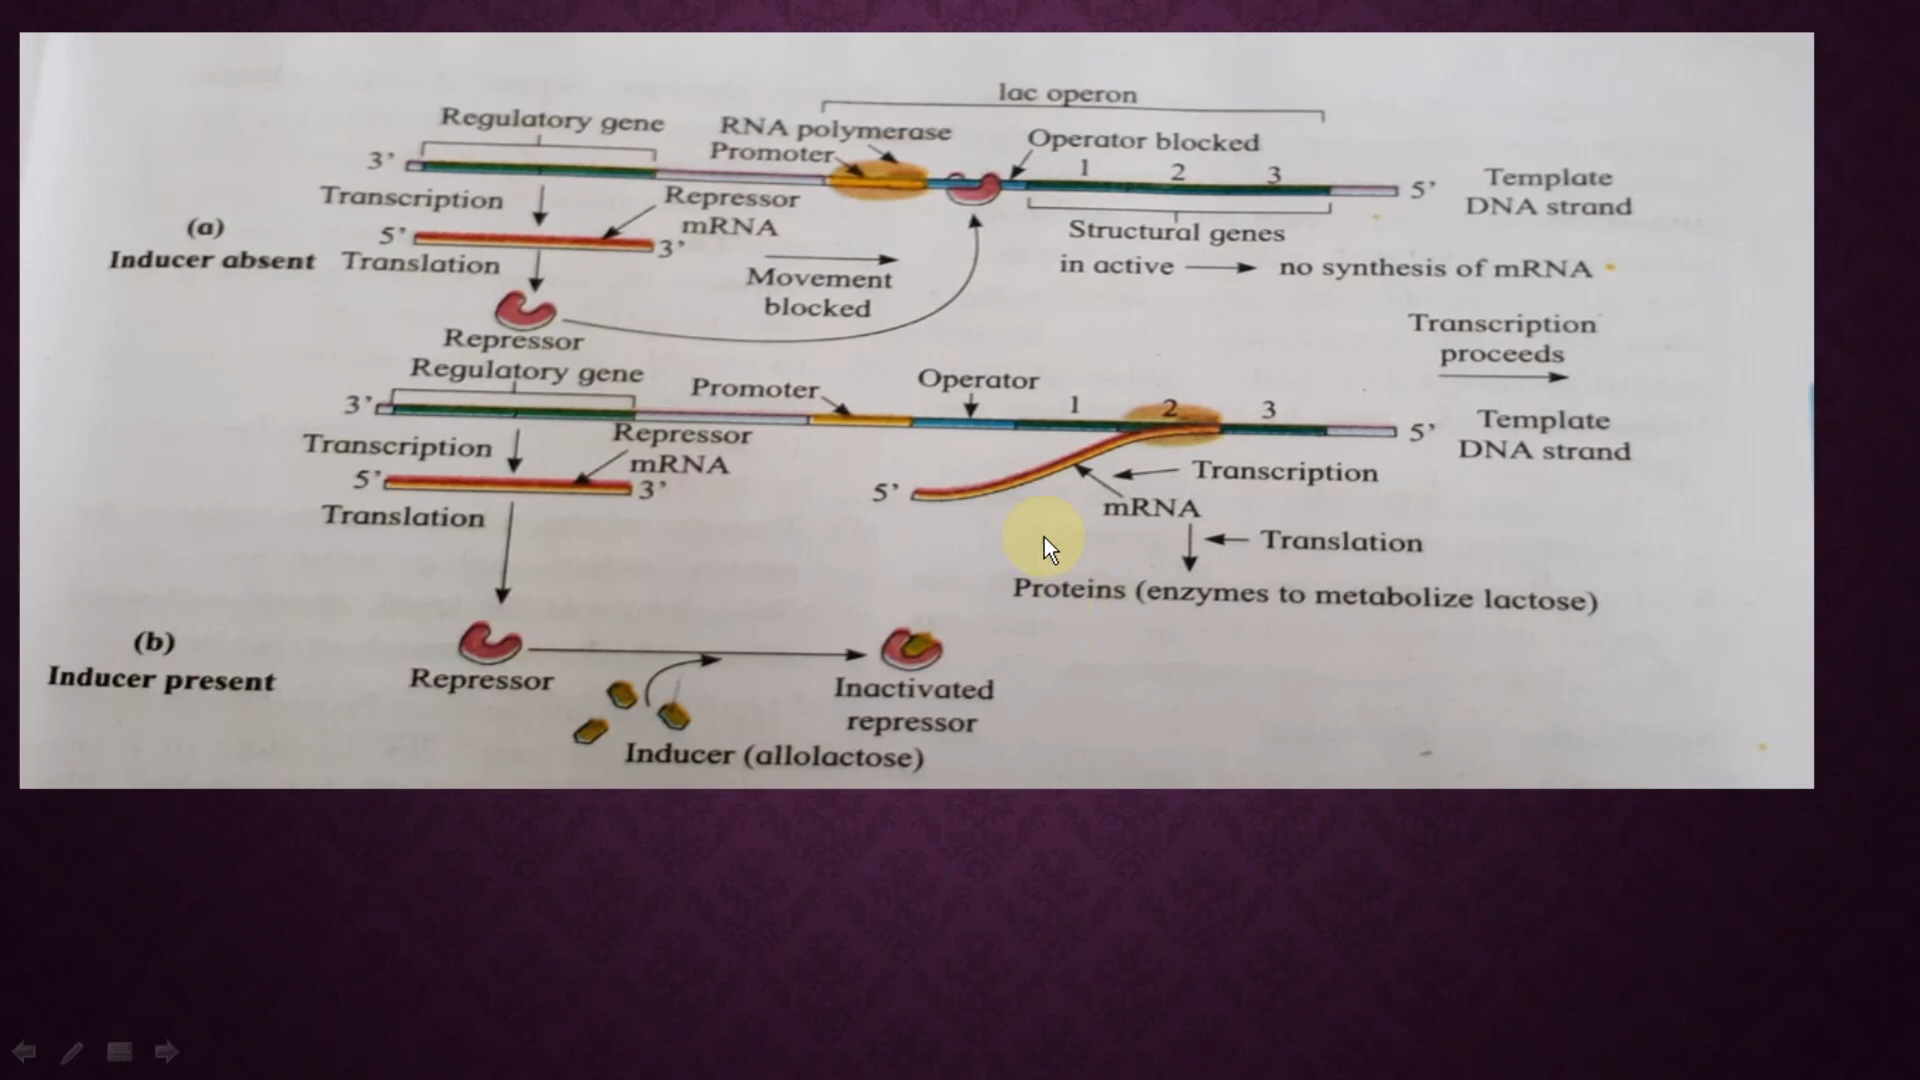 lac operon
Regulatory gene
RNA polymerase
Promoter
Operator blocked
3’
1
2
3
5’
Template
DNA strand
Transcription
Repressor
mRNA
(a)
Inducer absent
5’
3’
Translation
Structural genes
Movement
blocked
in active
no synthesis of mRNA
Repressor
Transcription
proceeds
Regulatory gene
Promoter
Operator
3’
1
2
3
5’
Template
DNA strand
Transcription
Repressor
mRNA
5’
3’
5’
Transcription
mRNA
Translation
Translation
Proteins (enzymes to metabolize lactose)
(b)
Inducer present
Repressor
Inactivated
repressor
Inducer (allolactose)